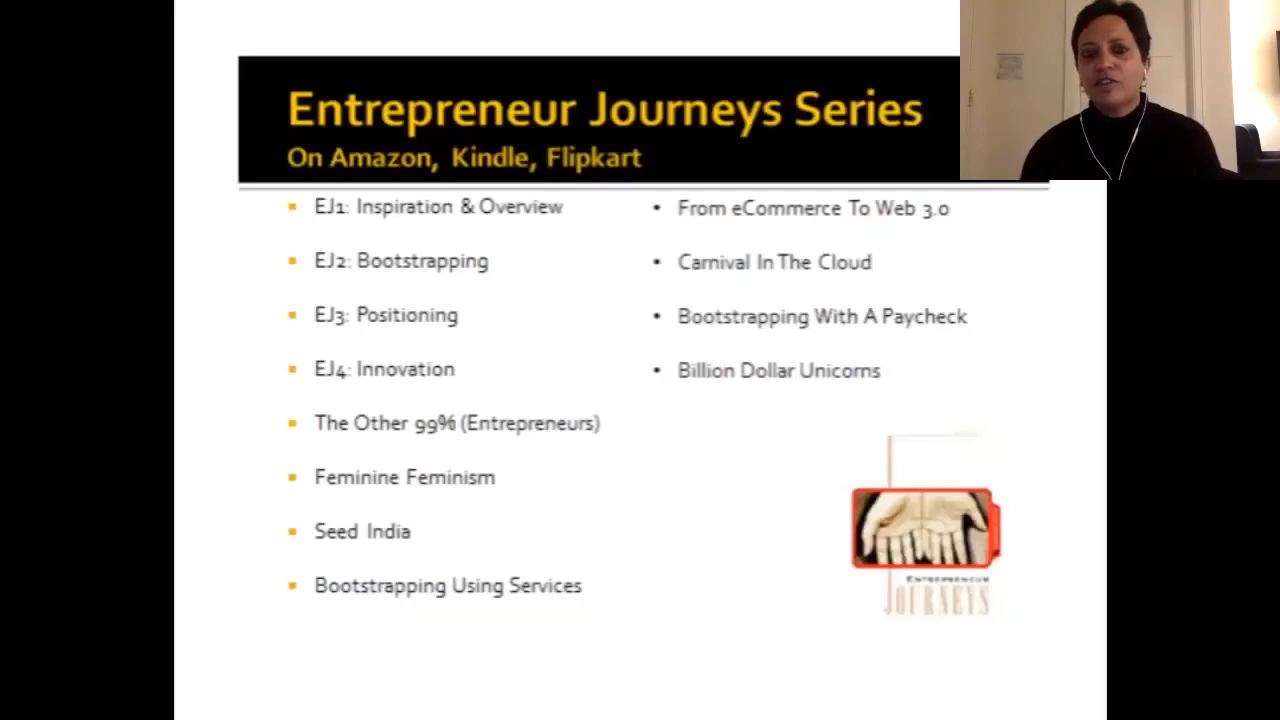 Entrepreneur Journeys Series
On Amazon, Kindle, Flipkart
EJ1: Inspiration & Overview
EJ2: Bootstrapping
EJ3: Positioning
EJ4: Innovation
The Other 99% (Entrepreneurs)
Feminine Feminism
Seed India
Bootstrapping Using Services
From eCommerce To Web 3.0
Carnival In The Cloud
Bootstrapping With A Paycheck
Billion Dollar Unicorns
ENTREPRENEUR
JOURNEYS